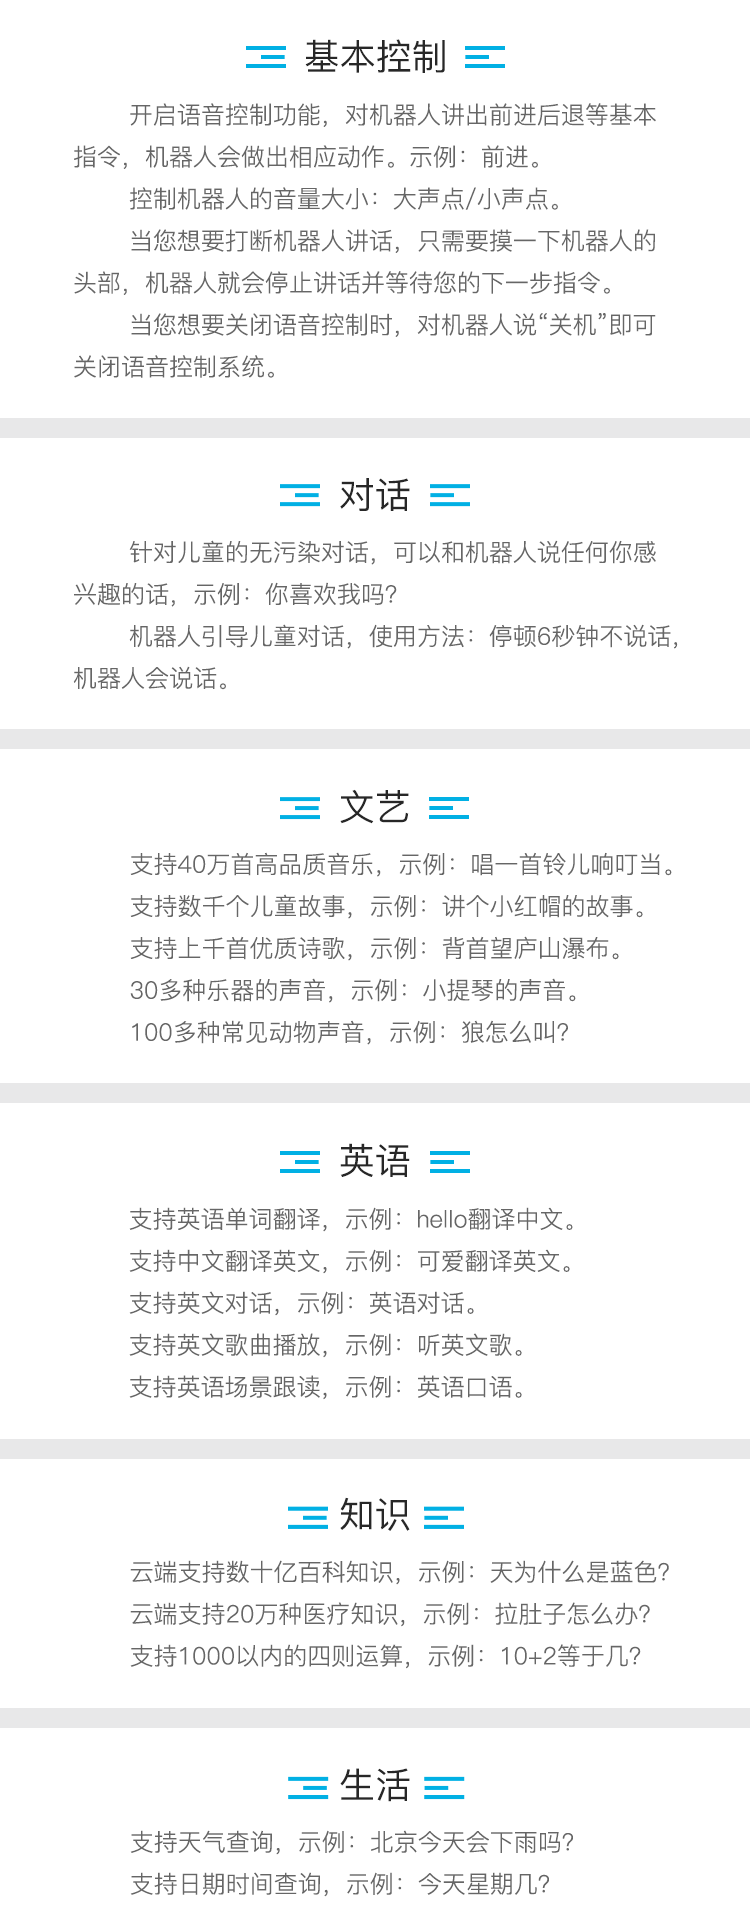 基本控制
开启语音控制功能，对机器人讲出前进后退等基本
指令，机器人会做出相应动作。示例：前进。
控制机器人的音量大小：大声点/小声点。
当您想要打断机器人讲话，只需要摸一下机器人的
头部，机器人就会停止讲话并等待您的下一步指令。
当您想要关闭语音控制时，对机器人说“关机”即可
关闭语音控制系统。
对话
针对儿童的无污染对话，可以和机器人说任何你感
兴趣的话，示例：你喜欢我吗？
机器人引导儿童对话，使用方法：停顿6秒钟不说话，
机器人会说话。
文艺
支持40万首高品质音乐，示例：唱一首铃儿响叮当。
支持数千个儿童故事，示例：讲个小红帽的故事。
支持上千首优质诗歌，示例：背首望庐山瀑布。
30多种乐器的声音，示例：小提琴的声音。
100多种常见动物声音，示例：狼怎么叫？
英语
支持英语单词翻译，示例：hello翻译中文。
支持中文翻译英文，示例：可爱翻译英文。
支持英文对话，示例：英语对话。
支持英文歌曲播放，示例：听英文歌。
支持英语场景跟读，示例：英语口语。
知识
云端支持数十亿百科知识，示例：天为什么是蓝色？
云端支持20万种医疗知识，示例：拉肚子怎么办？
支持1000以内的四则运算，示例：10+2等于几？
生活
支持天气查询，示例：北京今天会下雨吗？
支持日期时间查询，示例：今天星期几？